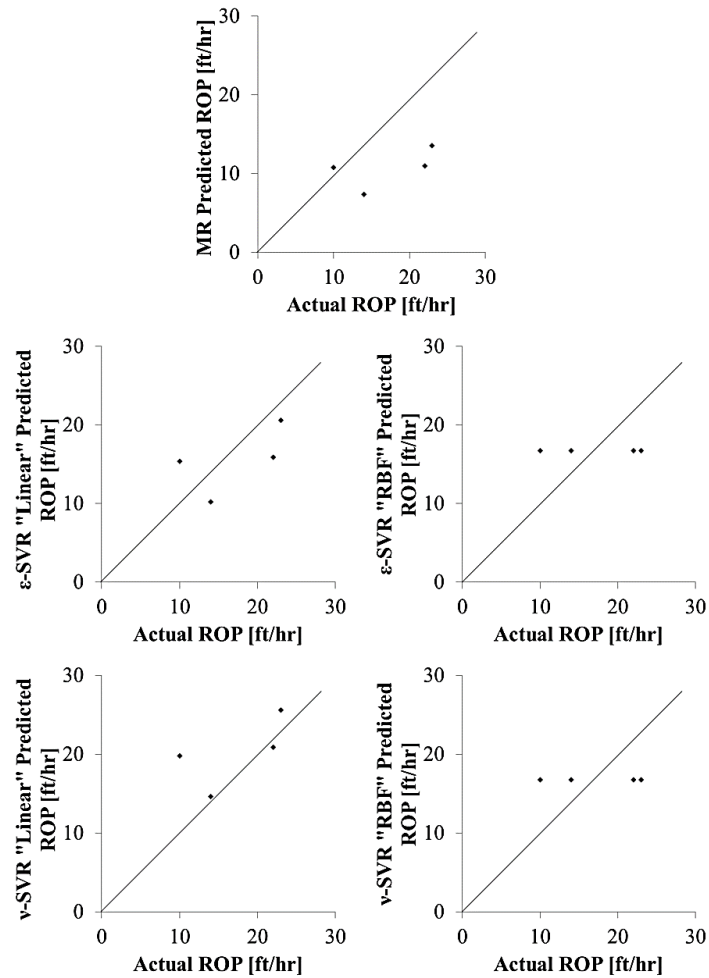 MR Predicted ROP [ft/hr]
30
20
10
0
0 10 20 30
Actual ROP [ft/hr]
ε-SVR "Linear" Predicted
ROP [ft/hr]
30
20
10
0
0 10 20 30
Actual ROP [ft/hr]
ε-SVR "RBF" Predicted
ROP [ft/hr]
30
20
10
0
0 10 20 30
Actual ROP [ft/hr]
ν-SVR "Linear" Predicted
ROP [ft/hr]
30
20
10
0
0 10 20 30
Actual ROP [ft/hr]
ν-SVR "RBF" Predicted
ROP [ft/hr]
30
20
10
0
0 10 20 30
Actual ROP [ft/hr]